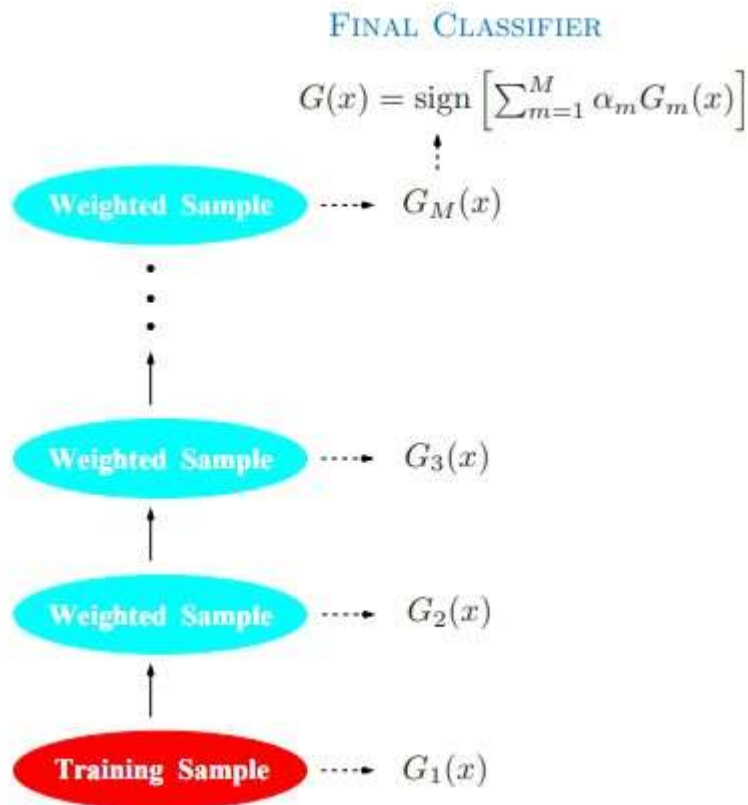 FINAL CLASSIFIER
G(x) = sign [∑_{m=1}^{M} α_m G_m(x)]
Weighted Sample G_M(x)
Weighted Sample G_3(x)
Weighted Sample G_2(x)
Training Sample G_1(x)